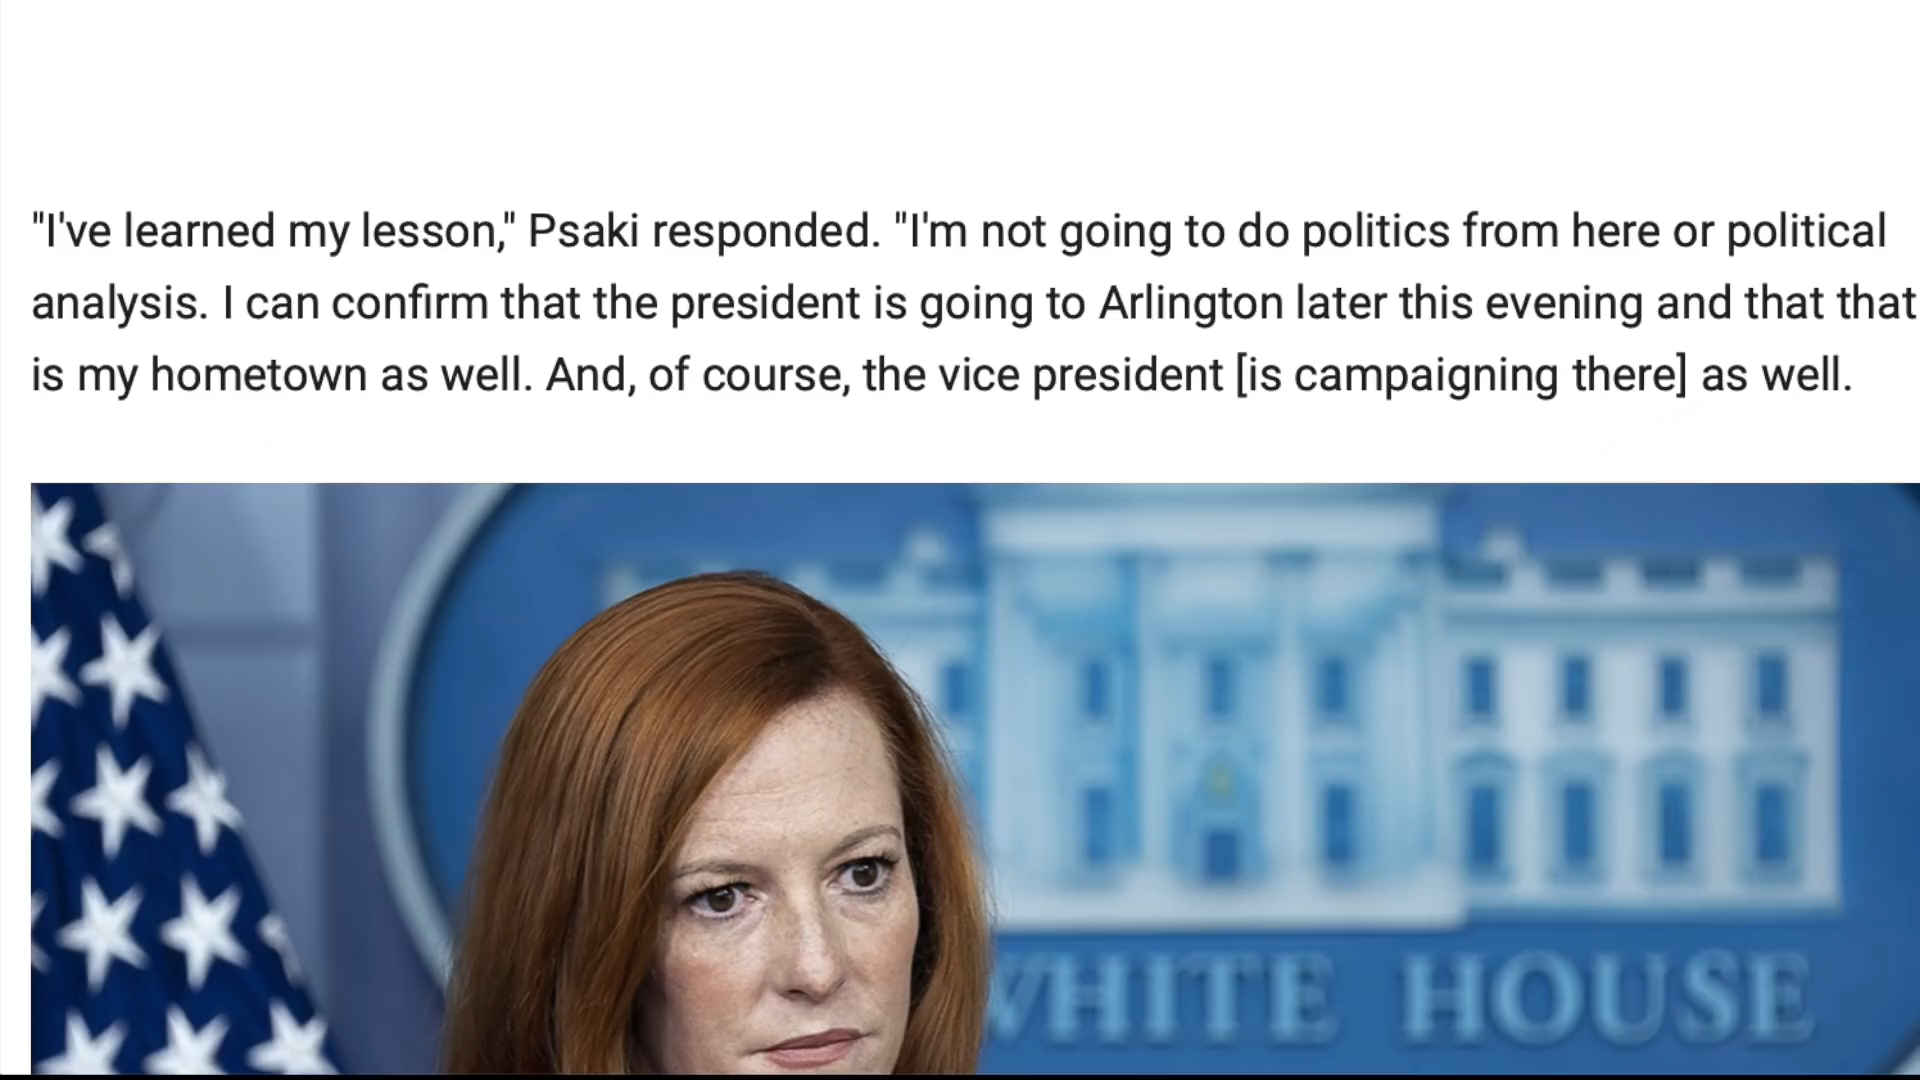 "I've learned my lesson," Psaki responded. "I'm not going to do politics from here or political
analysis. I can confirm that the president is going to Arlington later this evening and that that
is my hometown as well. And, of course, the vice president [is campaigning there] as well.
WHITE HOUSE